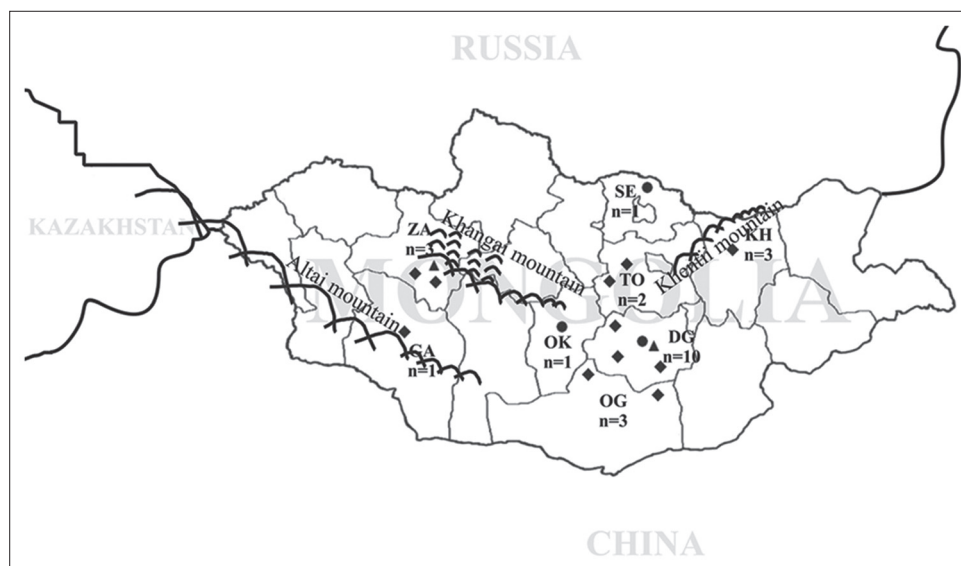 RUSSIA
KAZAKHSTAN
MONGOLIA
CHINA
SE
n=1
ZA
n=3
Khangai mountain
Khentii mountain
KH
n=3
TO
n=2
Altai mountain
GA
n=1
OK
n=1
DG
n=10
OG
n=3